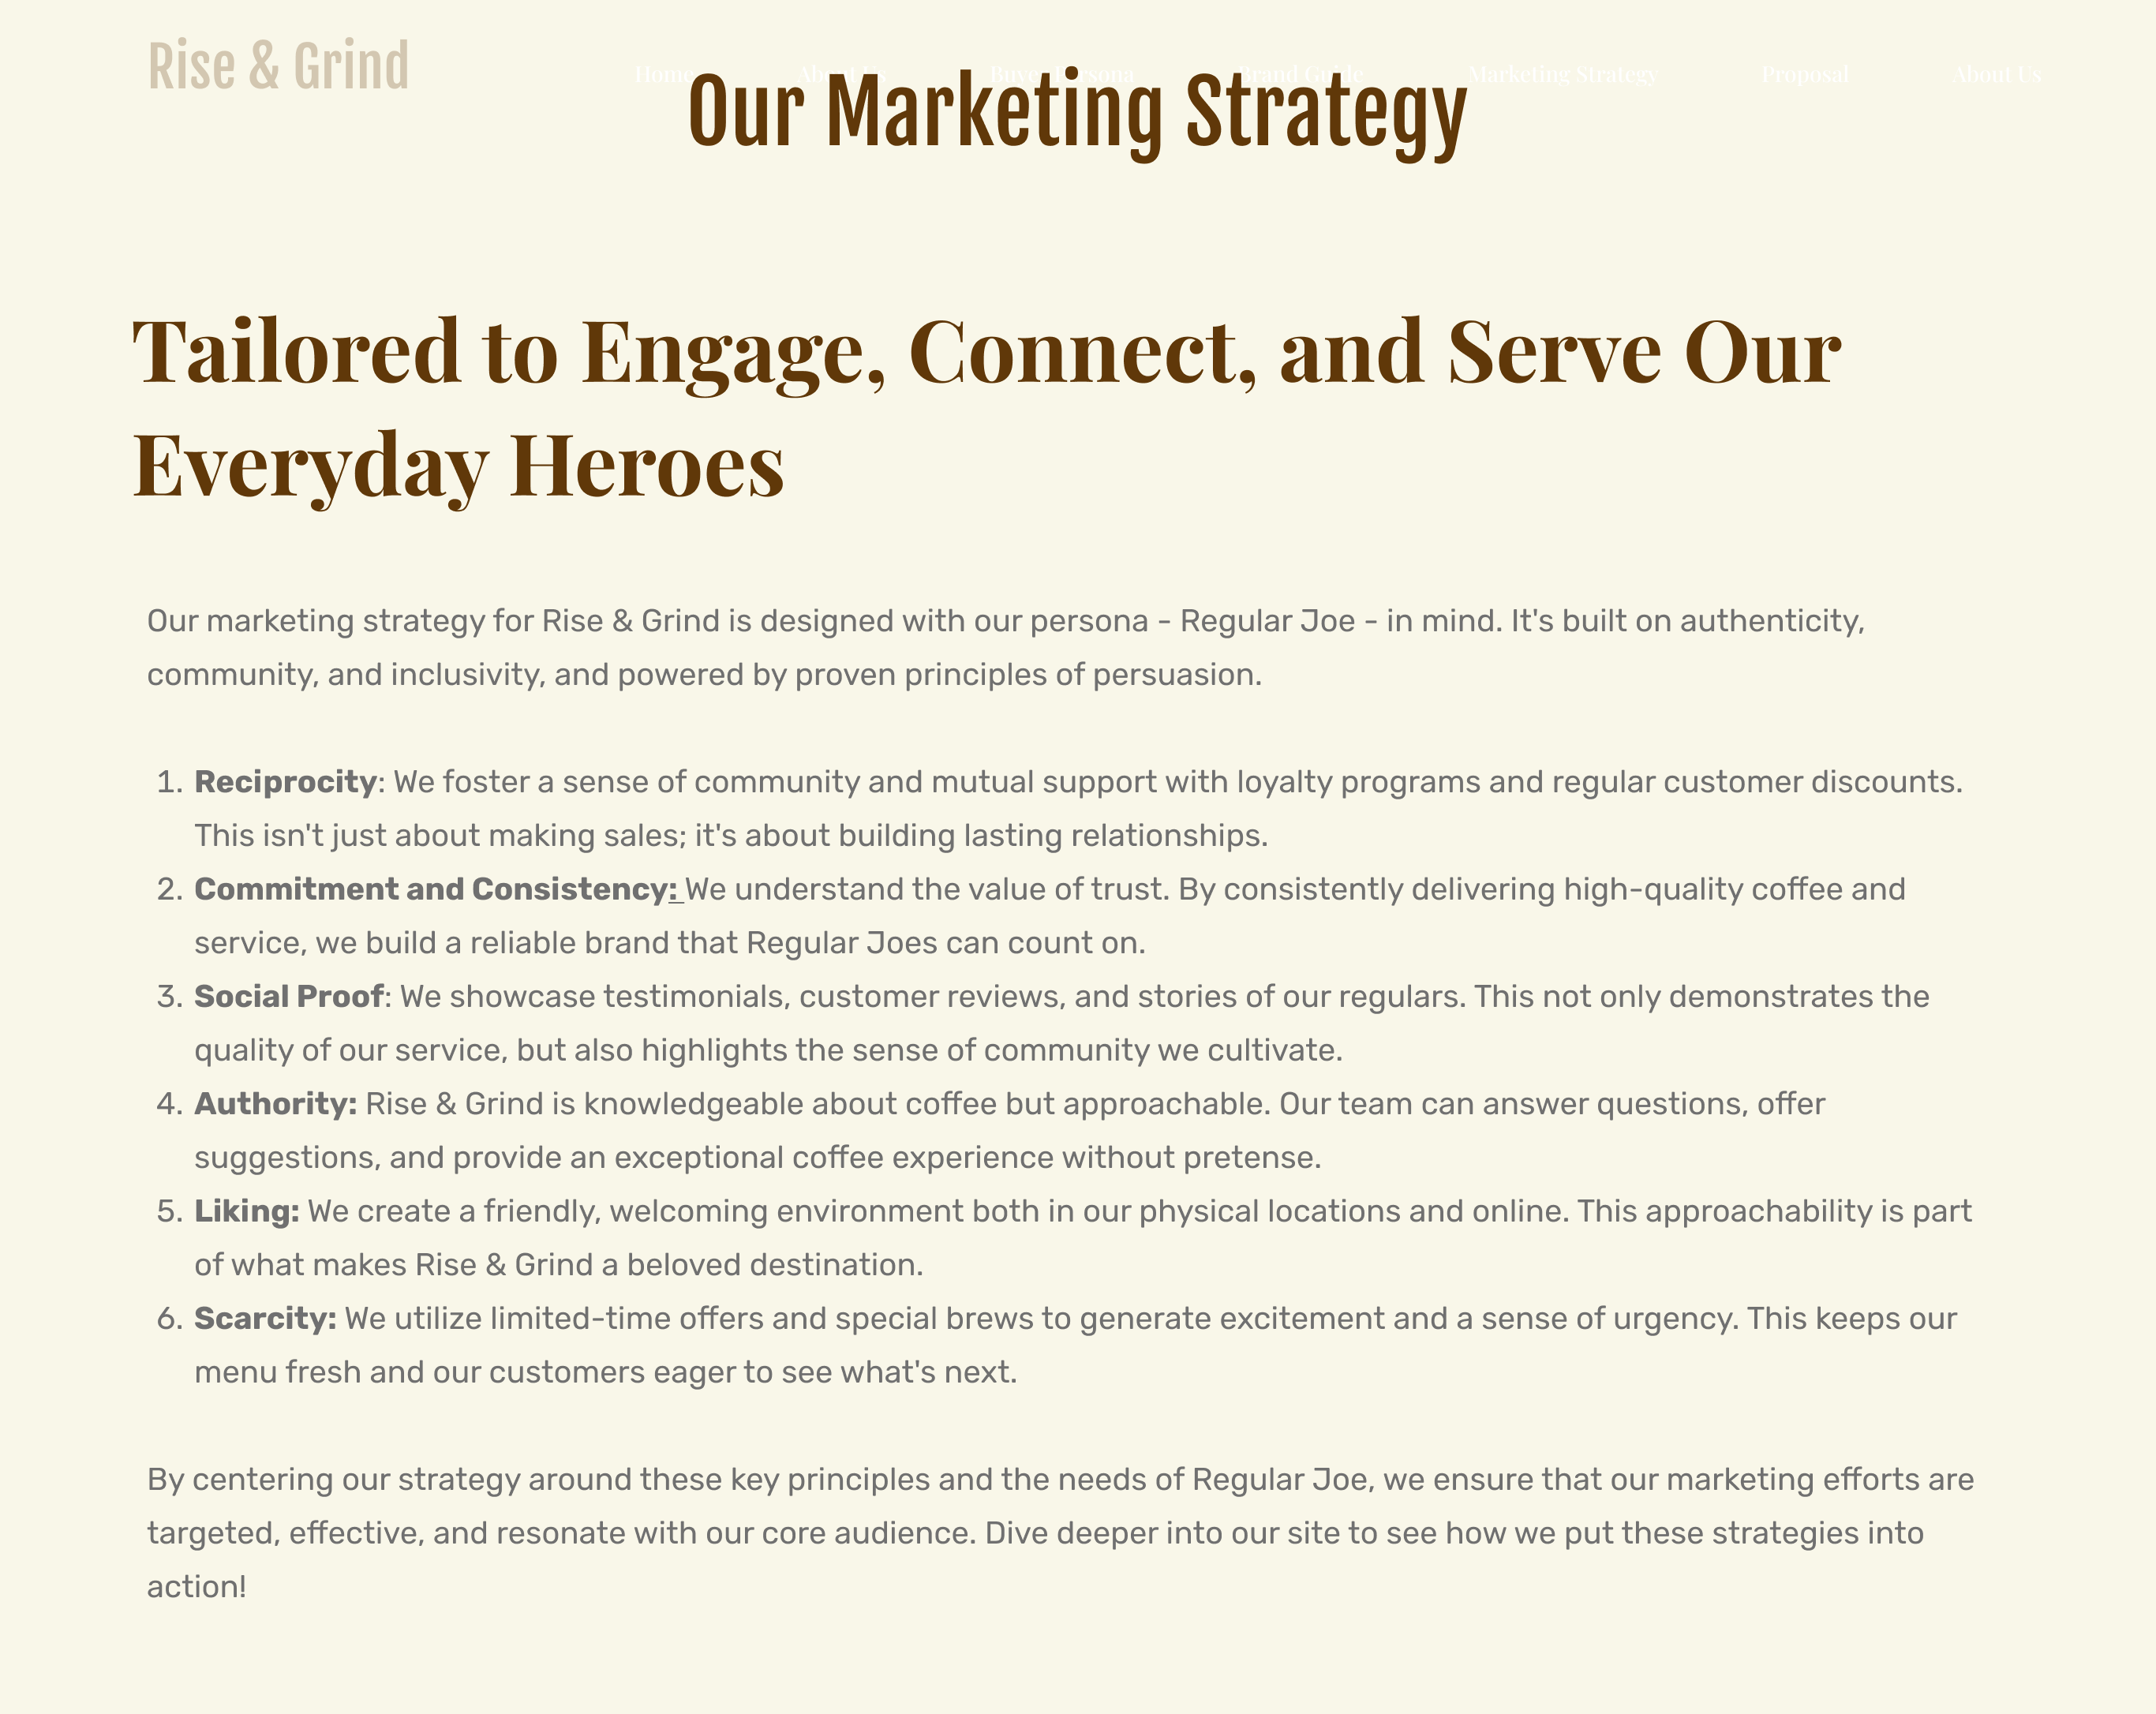 Rise & Grind
Home About Us Buyer Persona Brand Guide Marketing Strategy Proposal About Us
Our Marketing Strategy
Tailored to Engage, Connect, and Serve Our
Everyday Heroes
Our marketing strategy for Rise & Grind is designed with our persona - Regular Joe - in mind. It's built on authenticity,
community, and inclusivity, and powered by proven principles of persuasion.
1. Reciprocity: We foster a sense of community and mutual support with loyalty programs and regular customer discounts.
This isn't just about making sales; it's about building lasting relationships.
2. Commitment and Consistency: We understand the value of trust. By consistently delivering high-quality coffee and
service, we build a reliable brand that Regular Joes can count on.
3. Social Proof: We showcase testimonials, customer reviews, and stories of our regulars. This not only demonstrates the
quality of our service, but also highlights the sense of community we cultivate.
4. Authority: Rise & Grind is knowledgeable about coffee but approachable. Our team can answer questions, offer
suggestions, and provide an exceptional coffee experience without pretense.
5. Liking: We create a friendly, welcoming environment both in our physical locations and online. This approachability is part
of what makes Rise & Grind a beloved destination.
6. Scarcity: We utilize limited-time offers and special brews to generate excitement and a sense of urgency. This keeps our
menu fresh and our customers eager to see what's next.
By centering our strategy around these key principles and the needs of Regular Joe, we ensure that our marketing efforts are
targeted, effective, and resonate with our core audience. Dive deeper into our site to see how we put these strategies into
action!